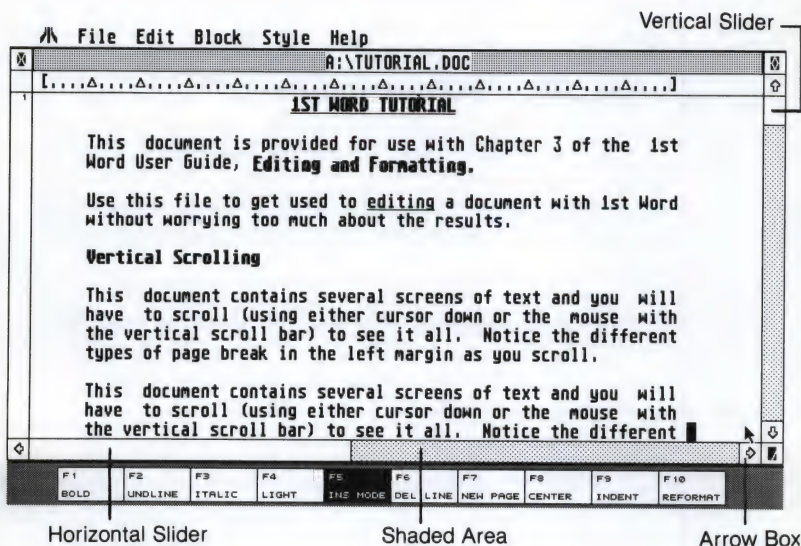 Vertical Slider
File Edit Block Style Help
A:\TUTORIAL.DOC
1
1ST WORD TUTORIAL
This document is provided for use with Chapter 3 of the 1st
Word User Guide, Editing and Formatting.
Use this file to get used to editing a document with 1st Word
without worrying too much about the results.
Vertical Scrolling
This document contains several screens of text and you will
have to scroll (using either cursor down or the mouse with
the vertical scroll bar) to see it all. Notice the different
types of page break in the left margin as you scroll.
This document contains several screens of text and you will
have to scroll (using either cursor down or the mouse with
the vertical scroll bar) to see it all. Notice the different
F1 F2 F3 F4 F5 F6 F7 F8 F9 F10
BOLD UNDLINE ITALIC LIGHT INS MODE DEL LINE NEW PAGE CENTER INDENT REFORMAT
Horizontal Slider Shaded Area Arrow Box